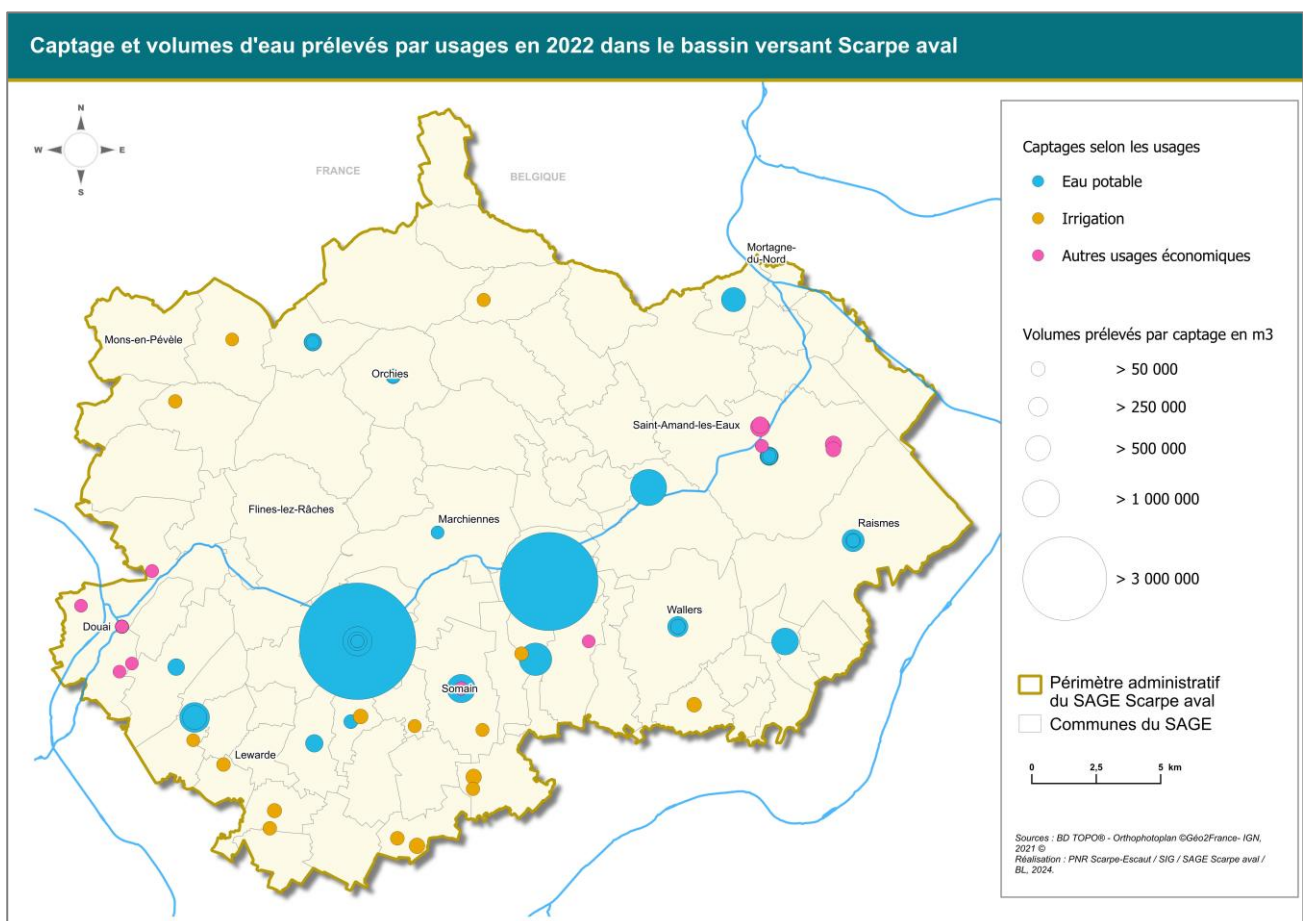 Captage et volumes d'eau prélevés par usages en 2022 dans le bassin versant Scarpe aval
N
W
E
S
FRANCE
BELGIQUE
Mortagne-
du-Nord
Mons-en-Pévèle
Orchies
Saint-Amand-les-Eaux
Flines-lez-Râches
Marchiennes
Raismes
Douai
Wallers
Somain
Lewarde
Captages selon les usages
Eau potable
Irrigation
Autres usages économiques
Volumes prélevés par captage en m3
> 50 000
> 250 000
> 500 000
> 1 000 000
> 3 000 000
Périmètre administratif
du SAGE Scarpe aval
Communes du SAGE
0 2,5 5 km
Sources : BD TOPO® - Orthophotoplan ©Géo2France- IGN,
2021 ©
Réalisation : PNR Scarpe-Escaut / SIG / SAGE Scarpe aval /
BL, 2024.